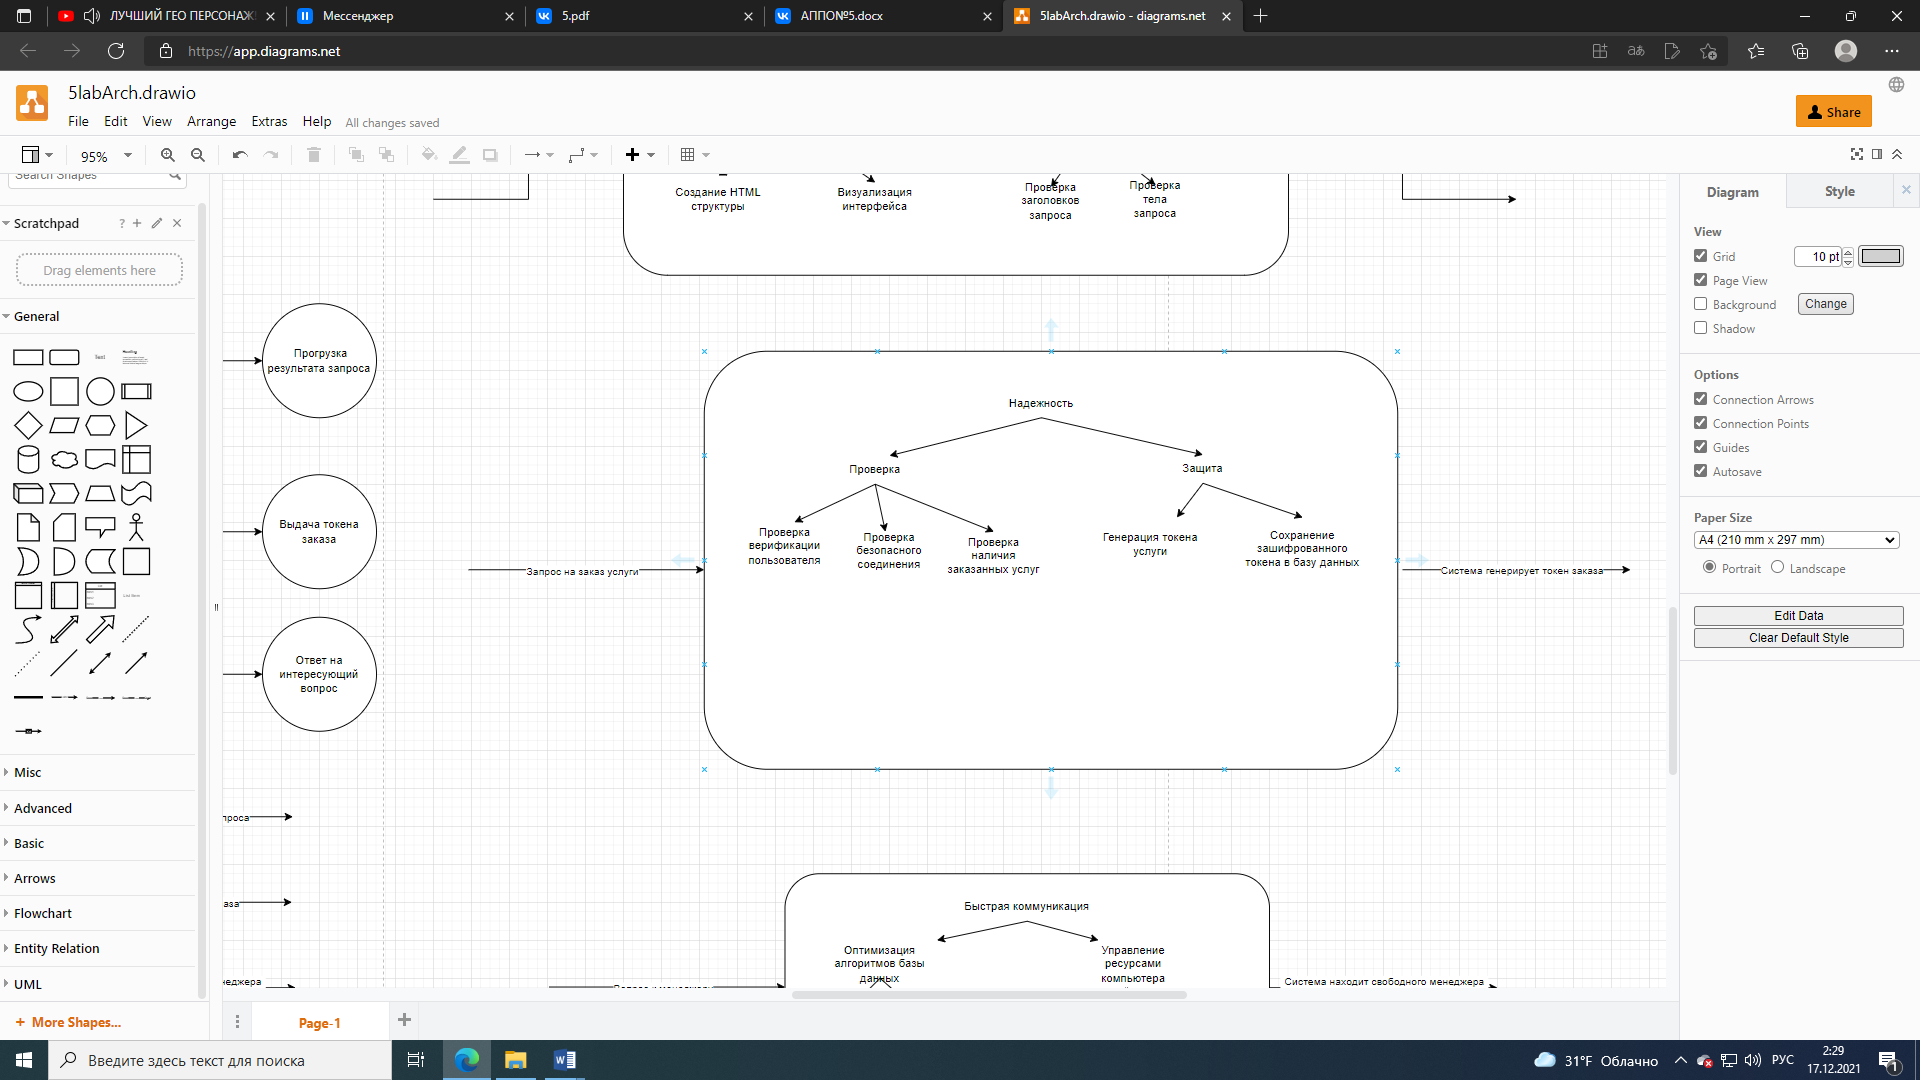 ЛУЧШИЙ ГЕО ПЕРСОНАЖ
Мессенджер
5.pdf
АППО№5.docx
5labArch.drawio - diagrams.net
https://app.diagrams.net
5labArch.drawio
File Edit View Arrange Extras Help All changes saved
Share
95%
Search Shapes
Scratchpad
?
Drag elements here
General
Text
Heading
Misc
Advanced
Basic
Arrows
Flowchart
Entity Relation
UML
+ More Shapes...
Создание HTML
структуры
Визуализация
интерфейса
Проверка
заголовков
запроса
Проверка
тела
запроса
Прогрузка
результата запроса
Выдача токена
заказа
Ответ на
интересующий
вопрос
Надежность
Проверка
Защита
Проверка
верификации
пользователя
Проверка
безопасного
соединения
Проверка
наличия
заказанных услуг
Генерация токена
услуги
Сохранение
зашифрованного
токена в базу данных
Запрос на заказ услуги
Система генерирует токен заказа
Быстрая коммуникация
Оптимизация
алгоритмов базы
данных
Управление
ресурсами
компьютера
Система находит свободного менеджера
Diagram
Style
View
Grid
10 pt
Page View
Background
Change
Shadow
Options
Connection Arrows
Connection Points
Guides
Autosave
Paper Size
A4 (210 mm x 297 mm)
Portrait
Landscape
Edit Data
Clear Default Style
Page-1
Введите здесь текст для поиска
31°F Облачно
РУС
2:29
17.12.2021
1